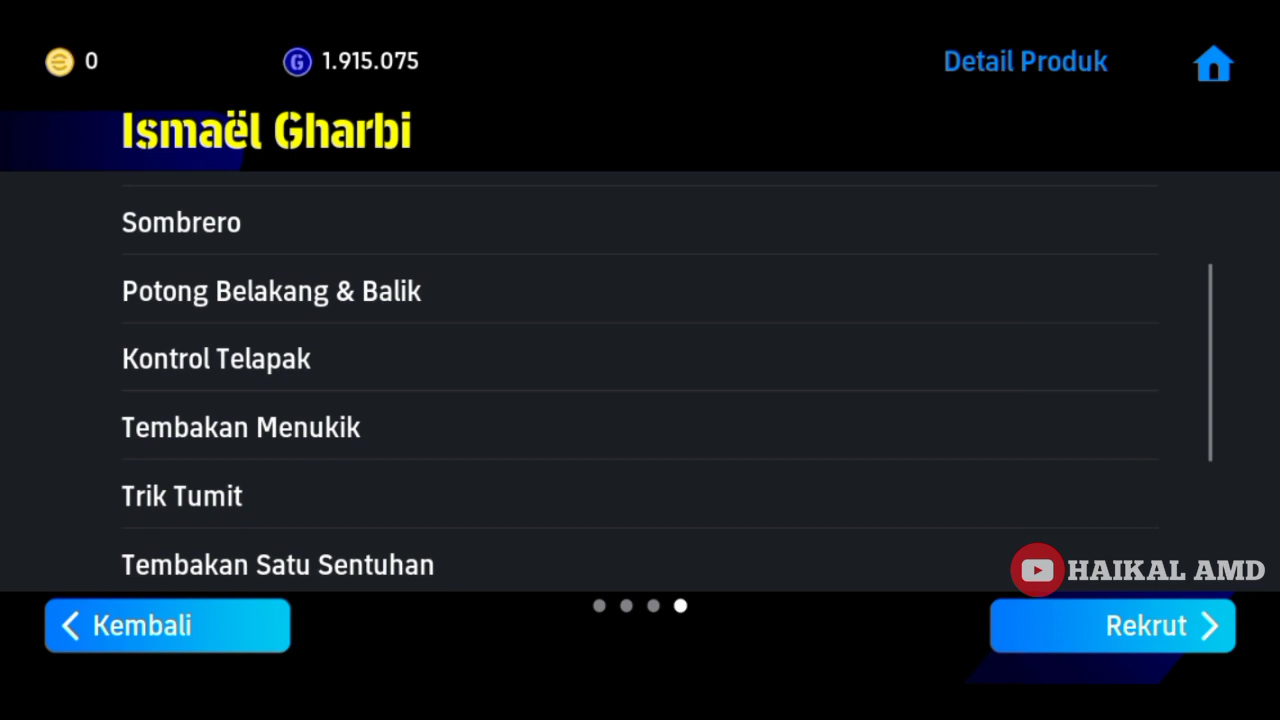 0
1.915.075
Detail Produk
Ismaël Gharbi
Sombrero
Potong Belakang & Balik
Kontrol Telapak
Tembakan Menukik
Trik Tumit
Tembakan Satu Sentuhan
HAIKAL AMD
Kembali
Rekrut